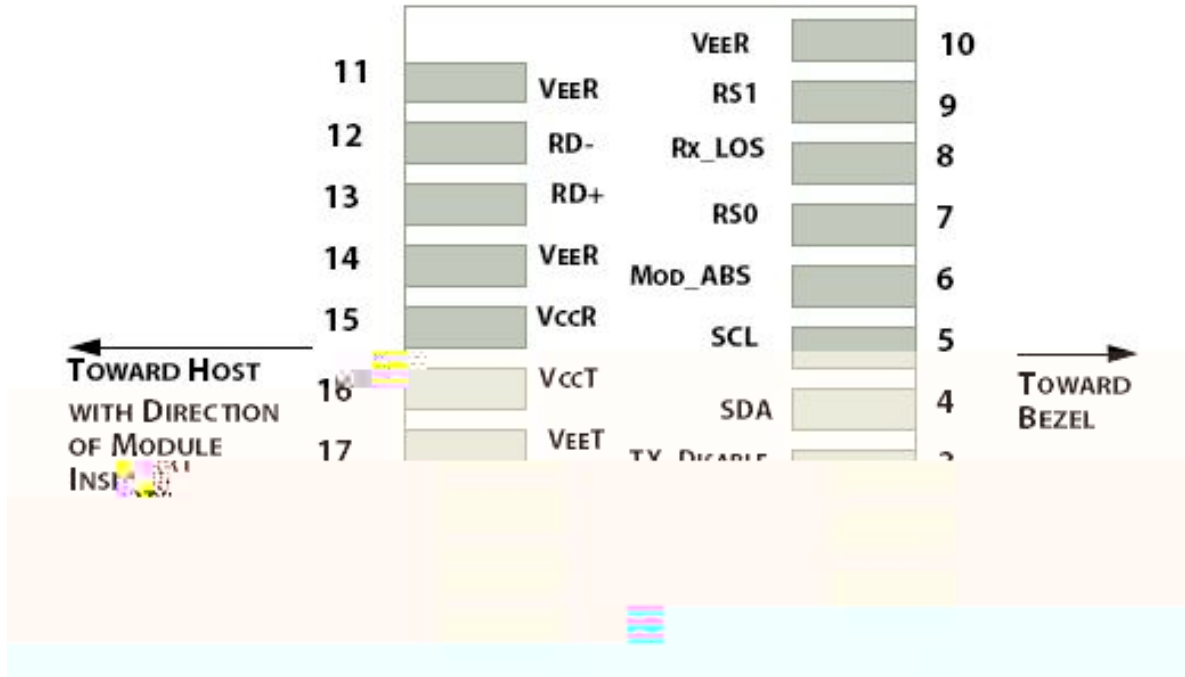 VEER 10
11 VEER
RS1 9
12 RD-
Rx_LOS 8
13 RD+
RS0 7
14 VEER
MOD_ABS 6
15 VCCR
SCL 5
TOWARD HOST
WITH DIRECTION
OF MODULE
16 VCCT
SDA 4
17 VEET
TOWARD
BEZEL